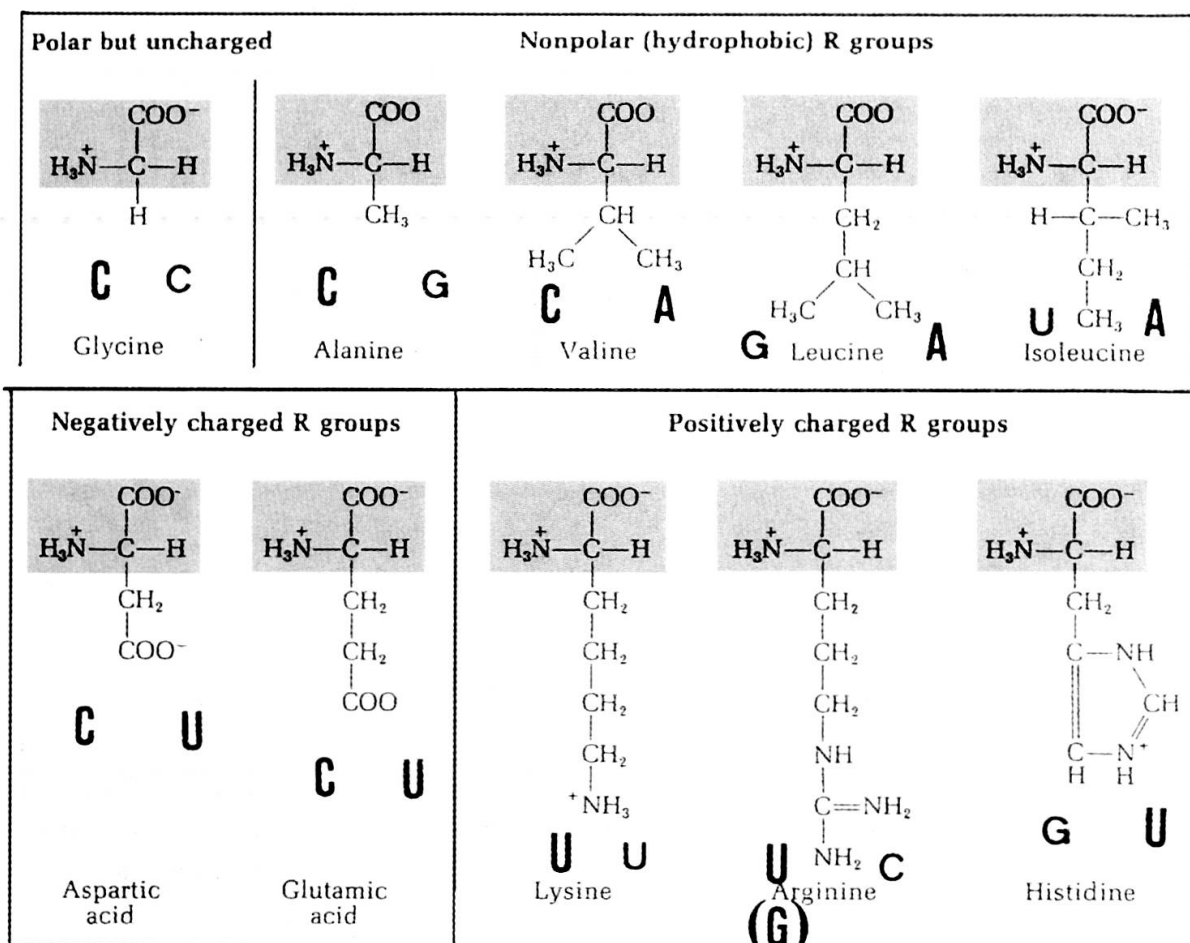 Polar but uncharged
Nonpolar (hydrophobic) R groups
COO⁻ COO COO COO COO⁻
H₃N⁺—C—H H₃N⁺—C—H H₃N⁺—C—H H₃N⁺—C—H H₃N⁺—C—H
H CH₃ CH CH₂ H—C—CH₃
H₃C CH₃ CH CH₂
C C C G C A H₃C CH₃ U CH₃ A
G A
Glycine Alanine Valine Leucine Isoleucine
Negatively charged R groups
Positively charged R groups
COO⁻ COO⁻ COO⁻ COO⁻ COO⁻
H₃N⁺—C—H H₃N⁺—C—H H₃N⁺—C—H H₃N⁺—C—H H₃N⁺—C—H
CH₂ CH₂ CH₂ CH₂ CH₂
COO⁻ CH₂ CH₂ CH₂ C—NH
COO CH₂ CH₂ CH
C U CH₂ NH C—N⁺
C U H H
⁺NH₃ C=NH₂
U U U NH₂ C G U
Aspartic acid
Glutamic acid
Lysine Arginine Histidine
(G)